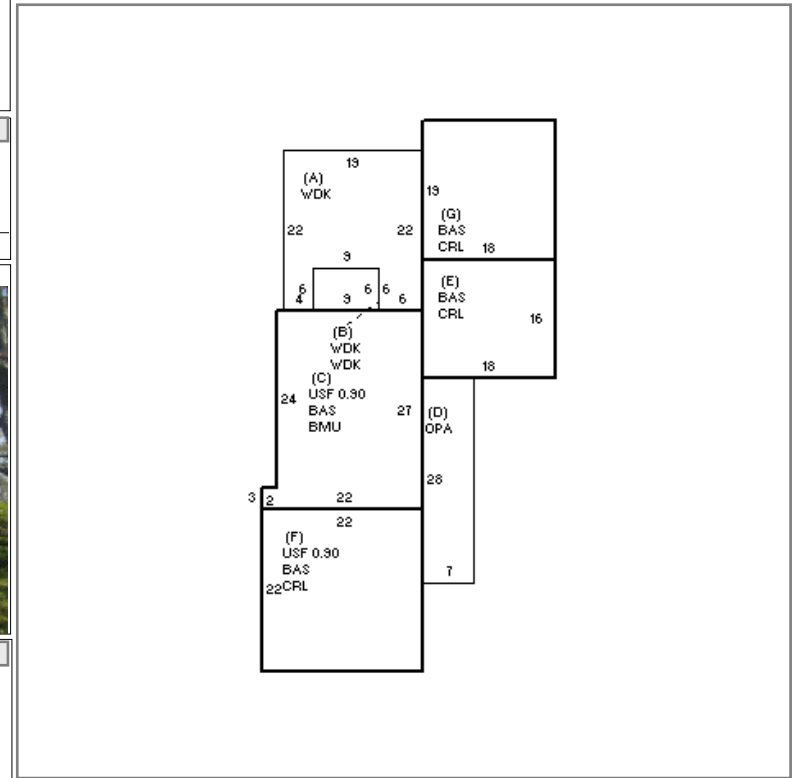 19
(A)
WDK
22
22
9
6
4
9
6
6
6
19
(G)
BAS
CRL
18
(E)
BAS
CRL
16
18
(B)
WDK
WDK
(C)
USF 0.90
BAS
BMU
24
27
(D)
OPA
28
7
3
2
22
22
(F)
USF 0.90
BAS
CRL
22